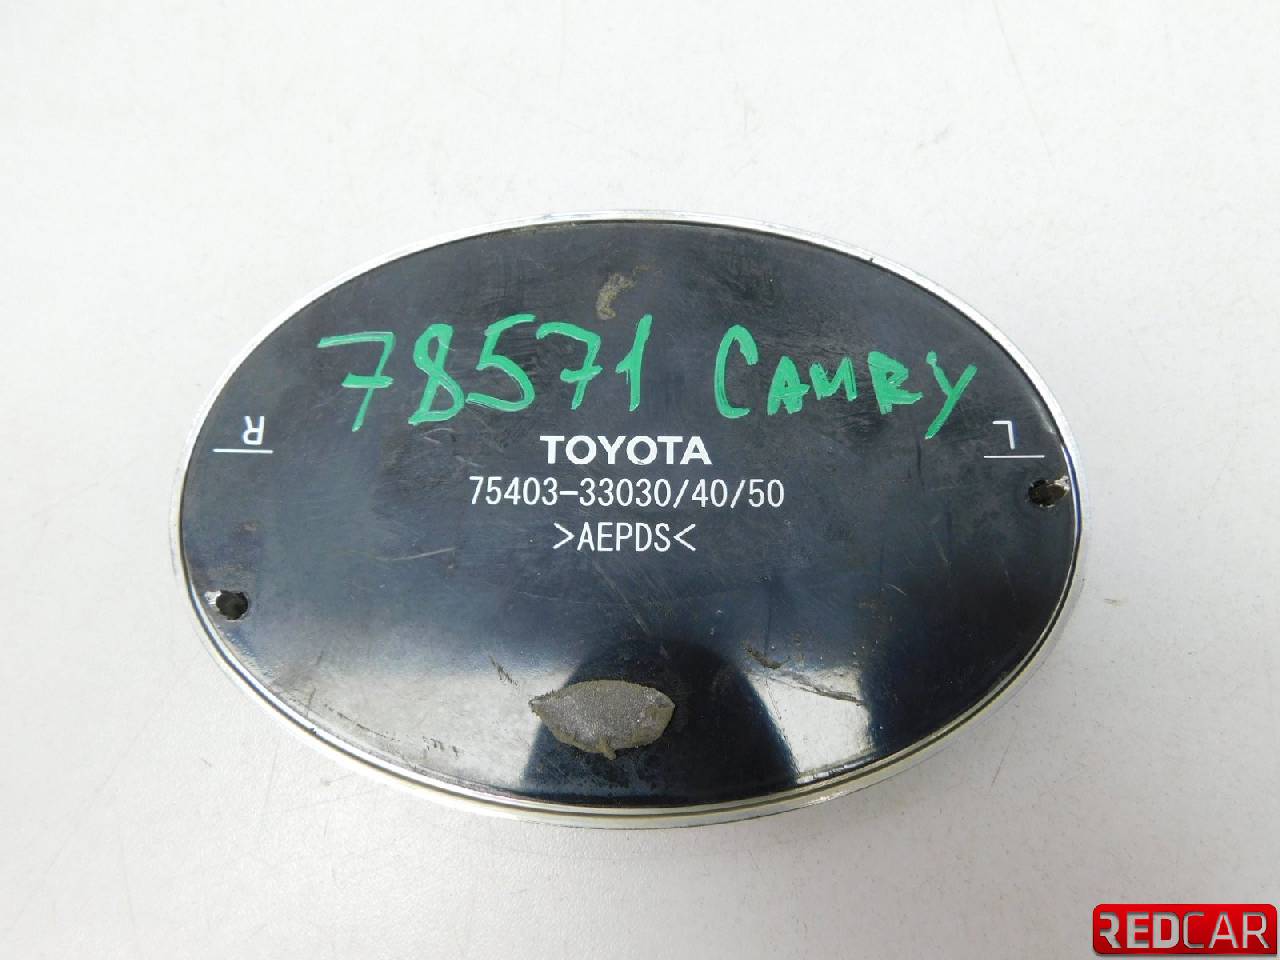 78571 CAMRY
R
L
TOYOTA
75403-33030/40/50
>AEPDS<
REDCAR